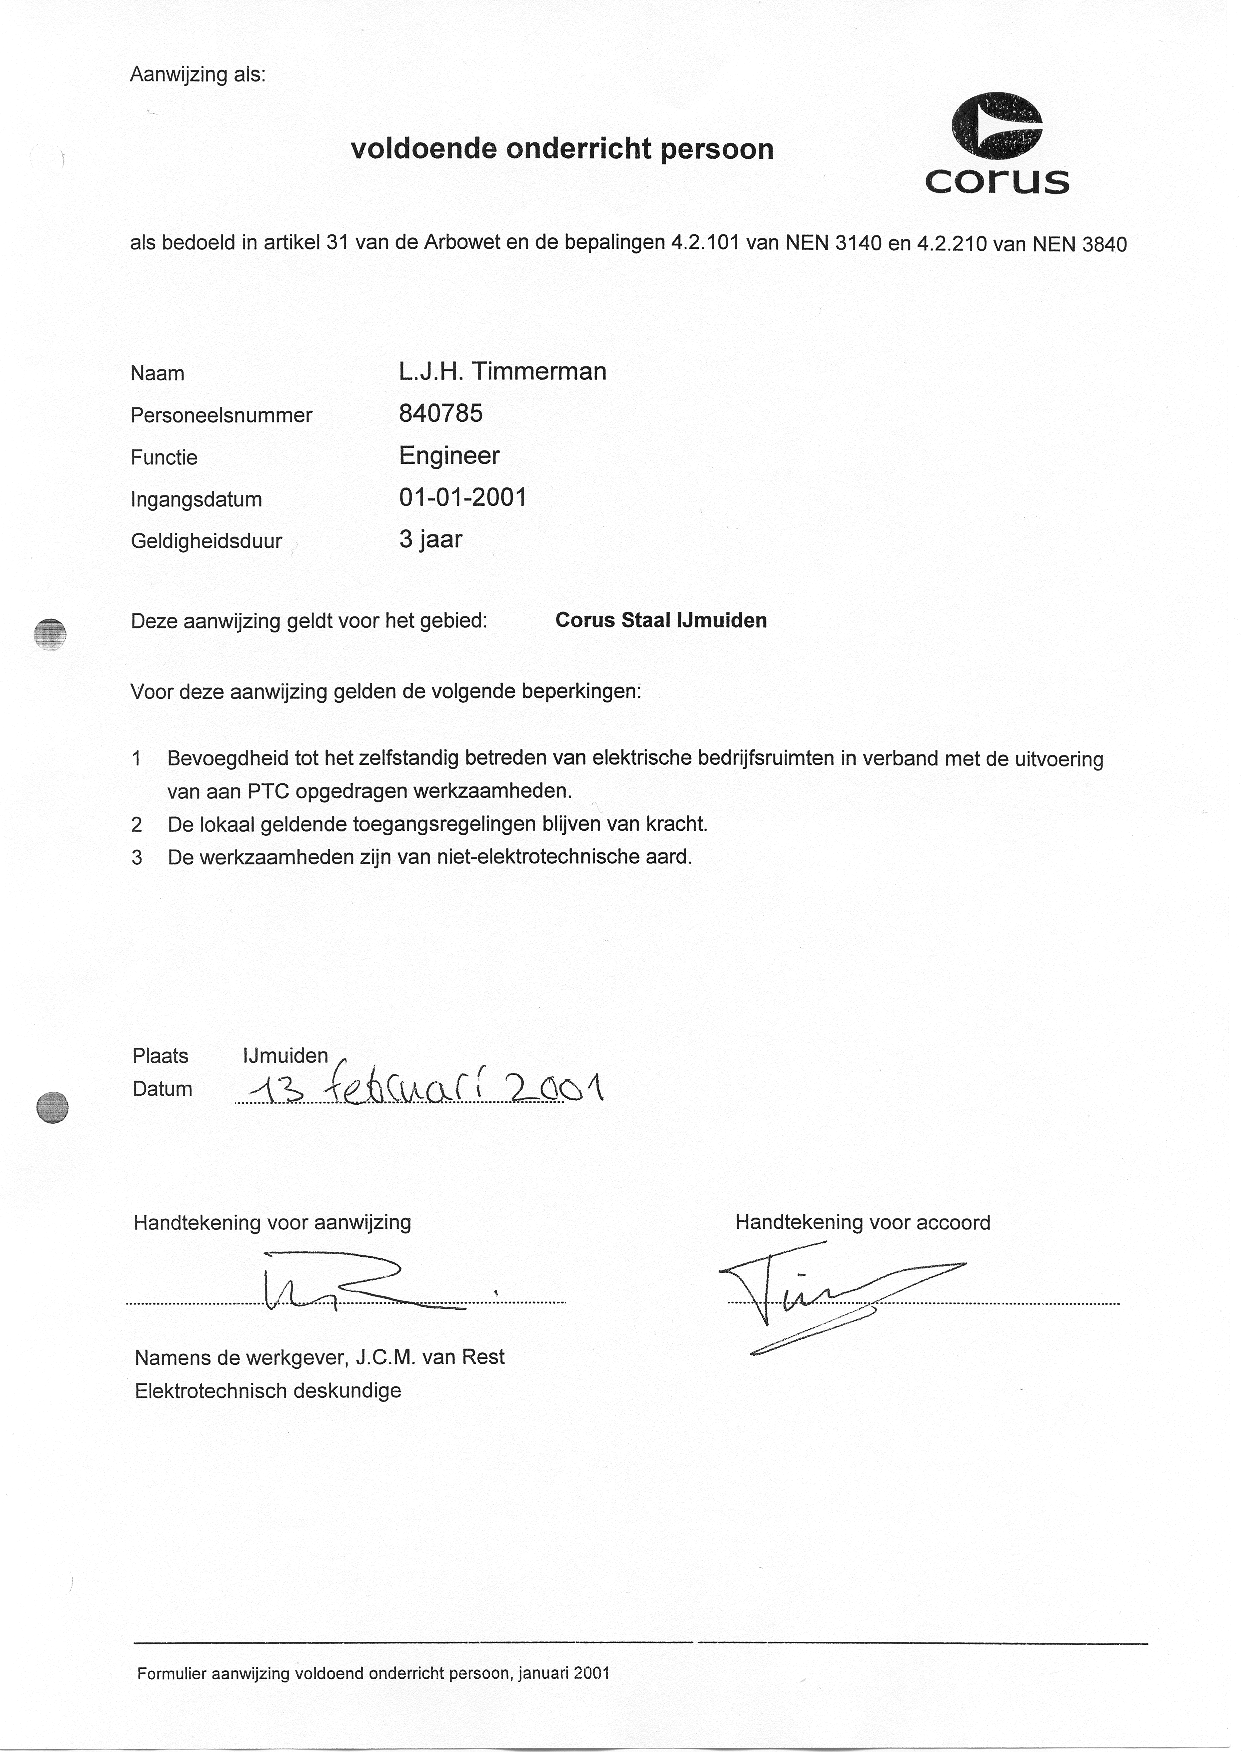 Aanwijzing als:
voldoende onderricht persoon
corus
als bedoeld in artikel 31 van de Arbowet en de bepalingen 4.2.101 van NEN 3140 en 4.2.210 van NEN 3840
Naam L.J.H. Timmerman
Personeelsnummer 840785
Functie Engineer
Ingangsdatum 01-01-2001
Geldigheidsduur 3 jaar
Deze aanwijzing geldt voor het gebied: Corus Staal IJmuiden
Voor deze aanwijzing gelden de volgende beperkingen:
1 Bevoegdheid tot het zelfstandig betreden van elektrische bedrijfsruimten in verband met de uitvoering
van aan PTC opgedragen werkzaamheden.
2 De lokaal geldende toegangsregelingen blijven van kracht.
3 De werkzaamheden zijn van niet-elektrotechnische aard.
Plaats IJmuiden
Datum 13 februari 2001
Handtekening voor aanwijzing Handtekening voor accoord
Namens de werkgever, J.C.M. van Rest
Elektrotechnisch deskundige
Formulier aanwijzing voldoend onderricht persoon, januari 2001